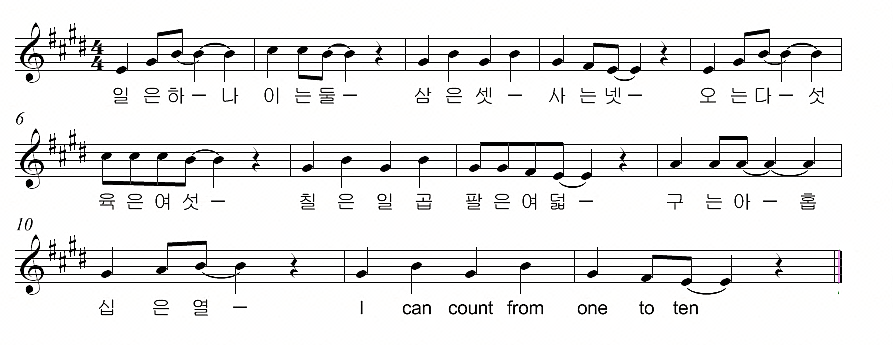 4 4
일 은 하 – 나 이 는 둘 – 삼 은 셋 – 사 는 넷 – 오 는 다 – 섯
6
육 은 여 섯 – 칠 은 일 곱 팔 은 여 덟 – 구 는 아 – 홉
10
십 은 열 – I can count from one to ten